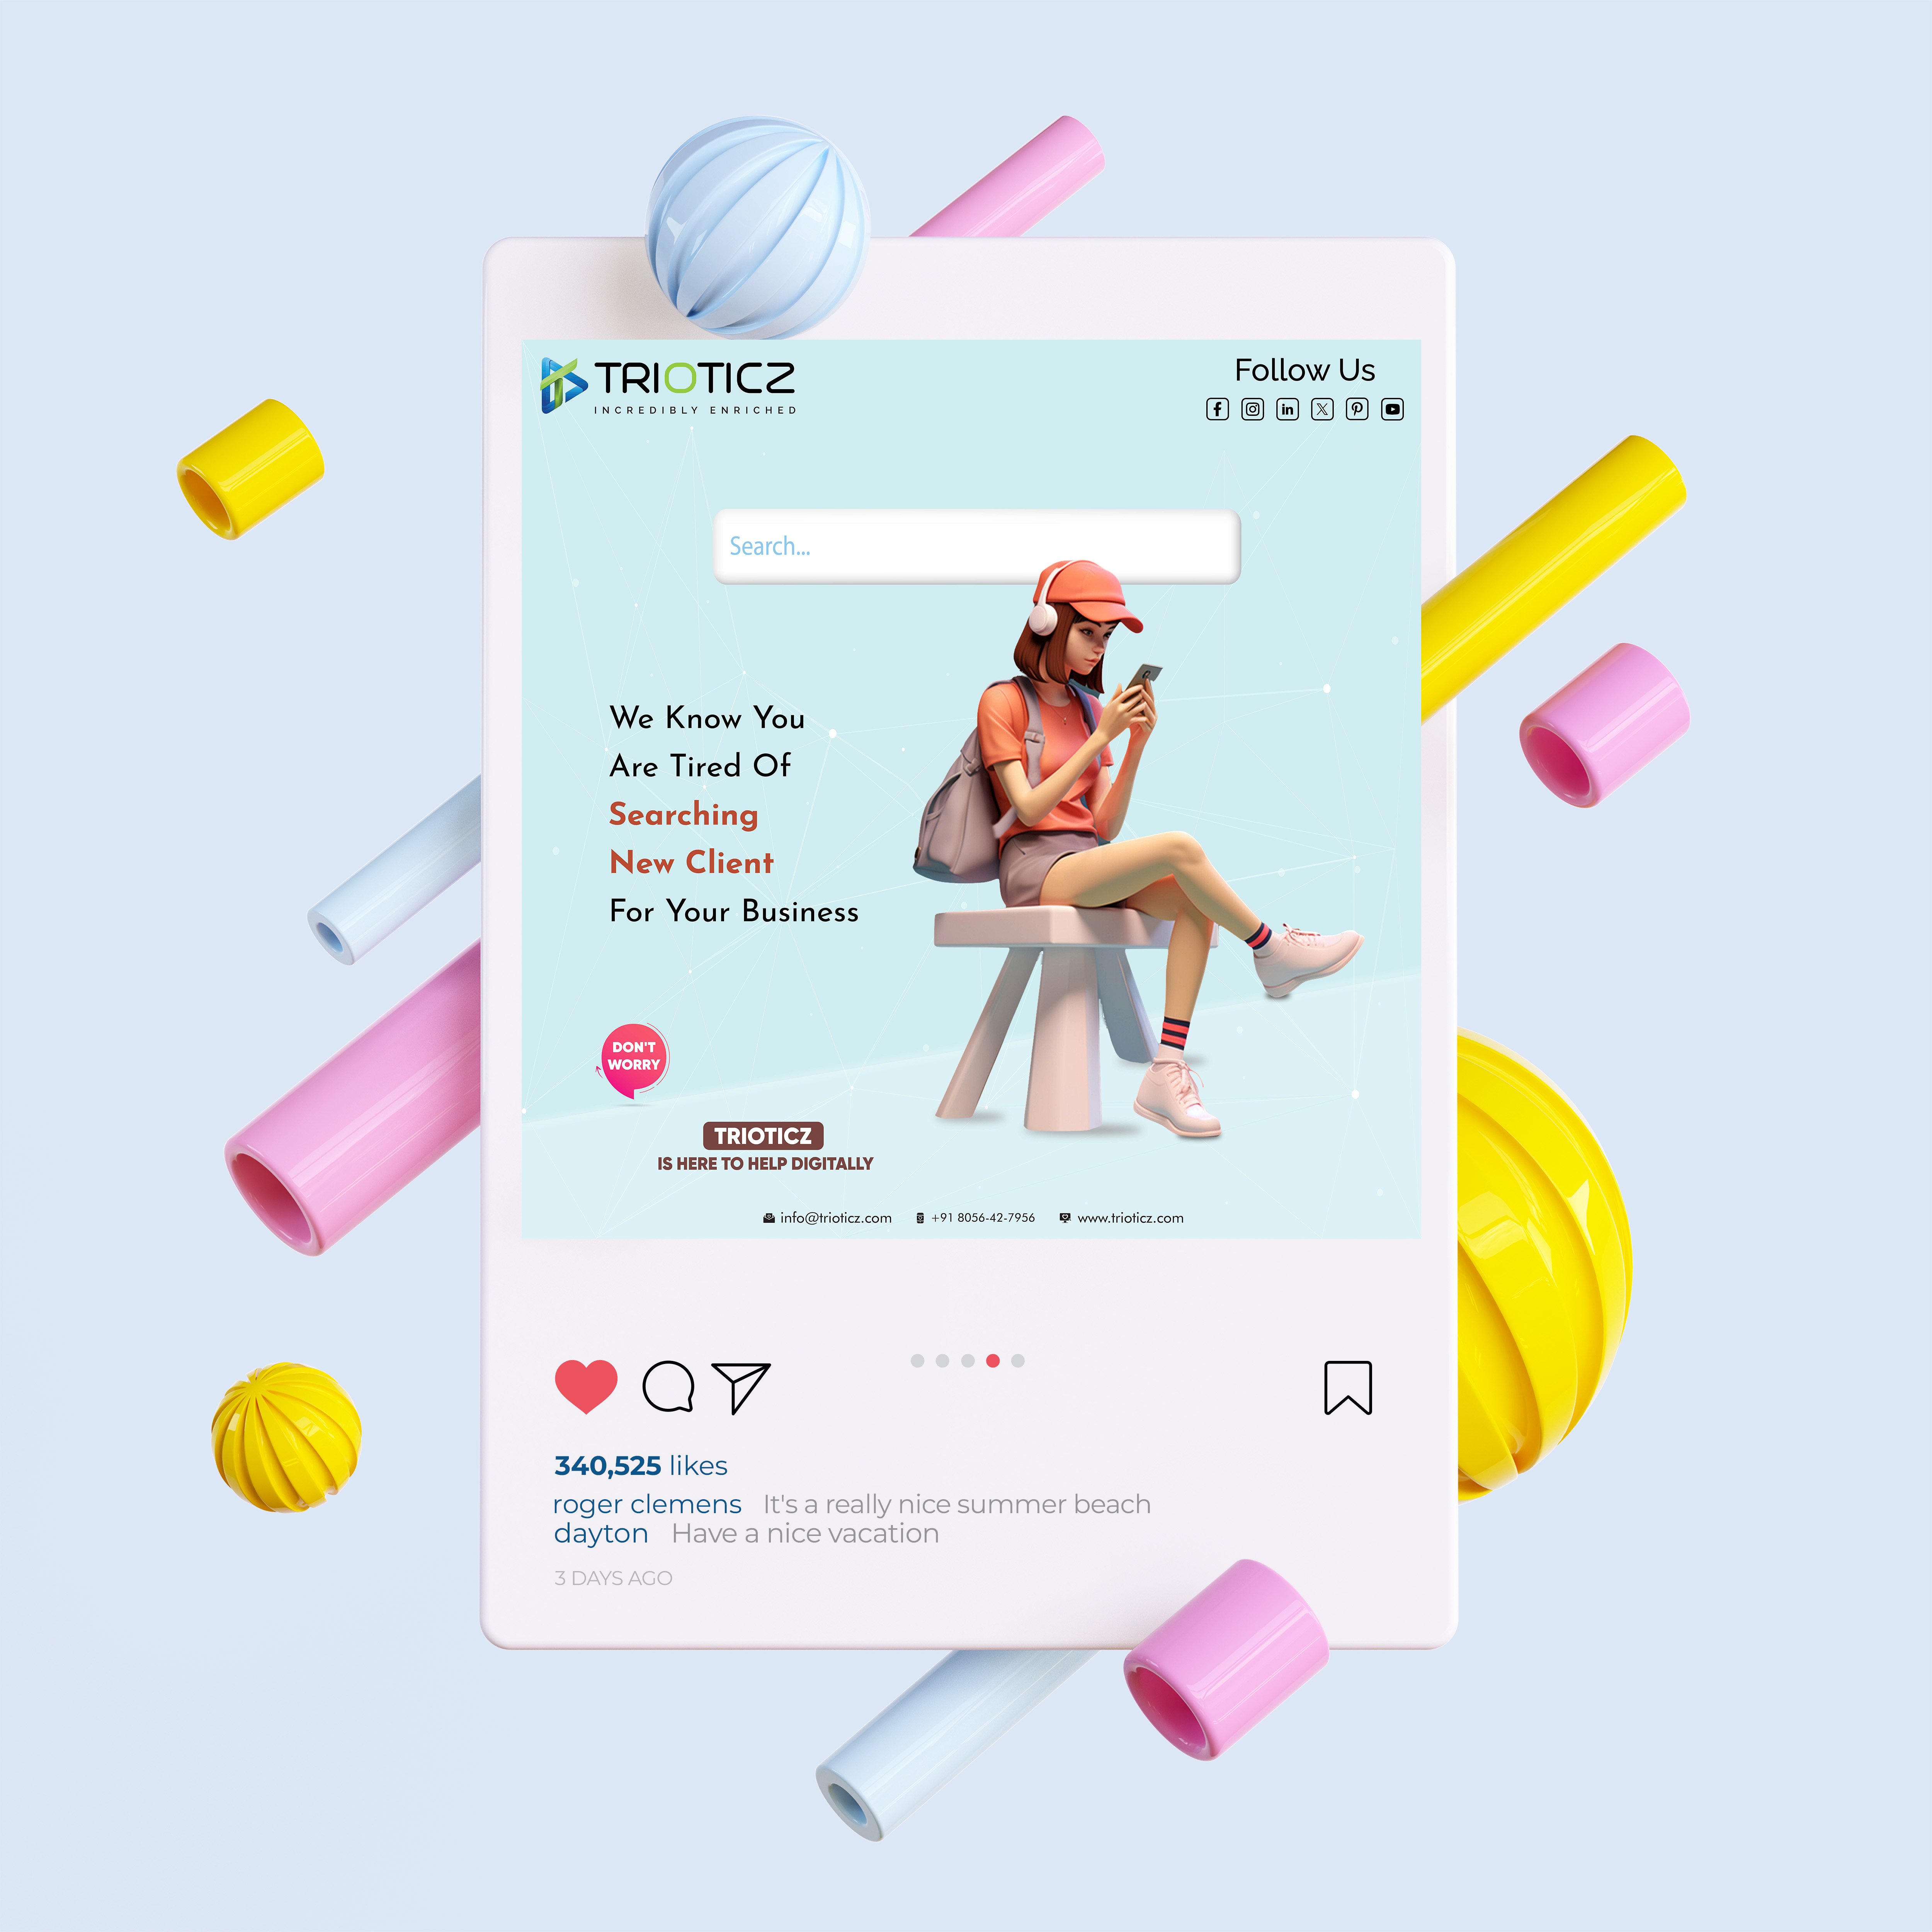 TRIOTICZ
INCREDIBLY ENRICHED
Follow Us
Search...
We Know You
Are Tired Of
Searching
New Client
For Your Business
DON'T
WORRY
TRIOTICZ
IS HERE TO HELP DIGITALLY
info@trioticz.com +91 8056-42-7956 www.trioticz.com
340,525 likes
roger clemens It's a really nice summer beach
dayton Have a nice vacation
3 DAYS AGO